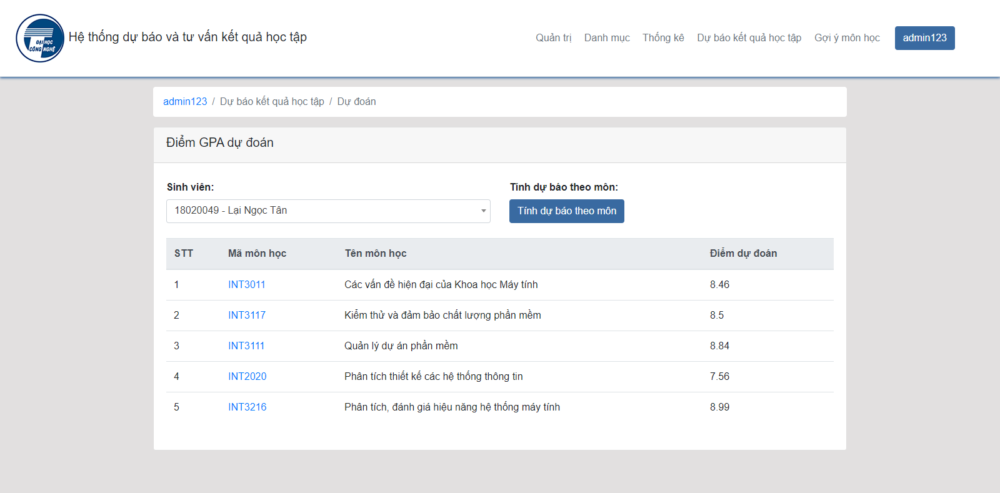 ĐẠI HỌC
CÔNG NGHỆ
Hệ thống dự báo và tư vấn kết quả học tập
Quản trị Danh mục Thống kê Dự báo kết quả học tập Gợi ý môn học admin123
admin123 / Dự báo kết quả học tập / Dự đoán
Điểm GPA dự đoán
Sinh viên: Tính dự báo theo môn:
18020049 - Lại Ngọc Tân Tính dự báo theo môn
STT Mã môn học Tên môn học Điểm dự đoán
1 INT3011 Các vấn đề hiện đại của Khoa học Máy tính 8.46
2 INT3117 Kiểm thử và đảm bảo chất lượng phần mềm 8.5
3 INT3111 Quản lý dự án phần mềm 8.84
4 INT2020 Phân tích thiết kế các hệ thống thông tin 7.56
5 INT3216 Phân tích, đánh giá hiệu năng hệ thống máy tính 8.99